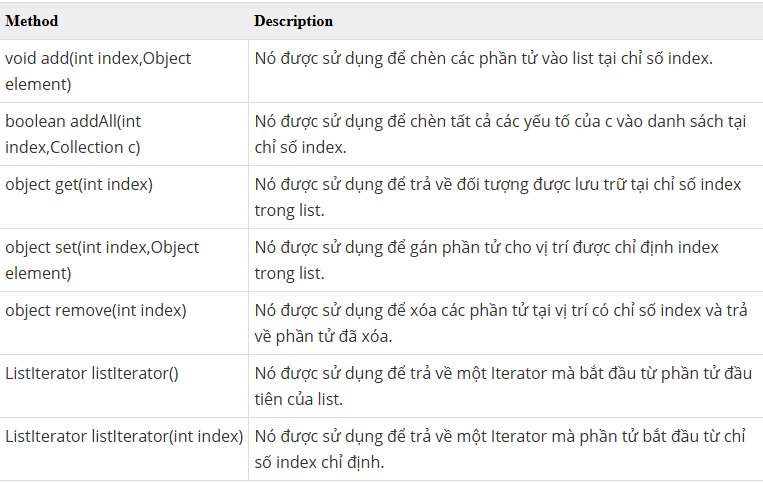 Method Description
void add(int index,Object Nó được sử dụng để chèn các phần tử vào list tại chỉ số index.
element)
boolean addAll(int Nó được sử dụng để chèn tất cả các yếu tố của c vào danh sách tại
index,Collection c) chỉ số index.
object get(int index) Nó được sử dụng để trả về đối tượng được lưu trữ tại chỉ số index
trong list.
object set(int index,Object Nó được sử dụng để gán phần tử cho vị trí được chỉ định index
element) trong list.
object remove(int index) Nó được sử dụng để xóa các phần tử tại vị trí có chỉ số index và trả
về phần tử đã xóa.
ListIterator listIterator() Nó được sử dụng để trả về một Iterator mà bắt đầu từ phần tử đầu
tiên của list.
ListIterator listIterator(int index) Nó được sử dụng để trả về một Iterator mà phần tử bắt đầu từ chỉ
số index chỉ định.